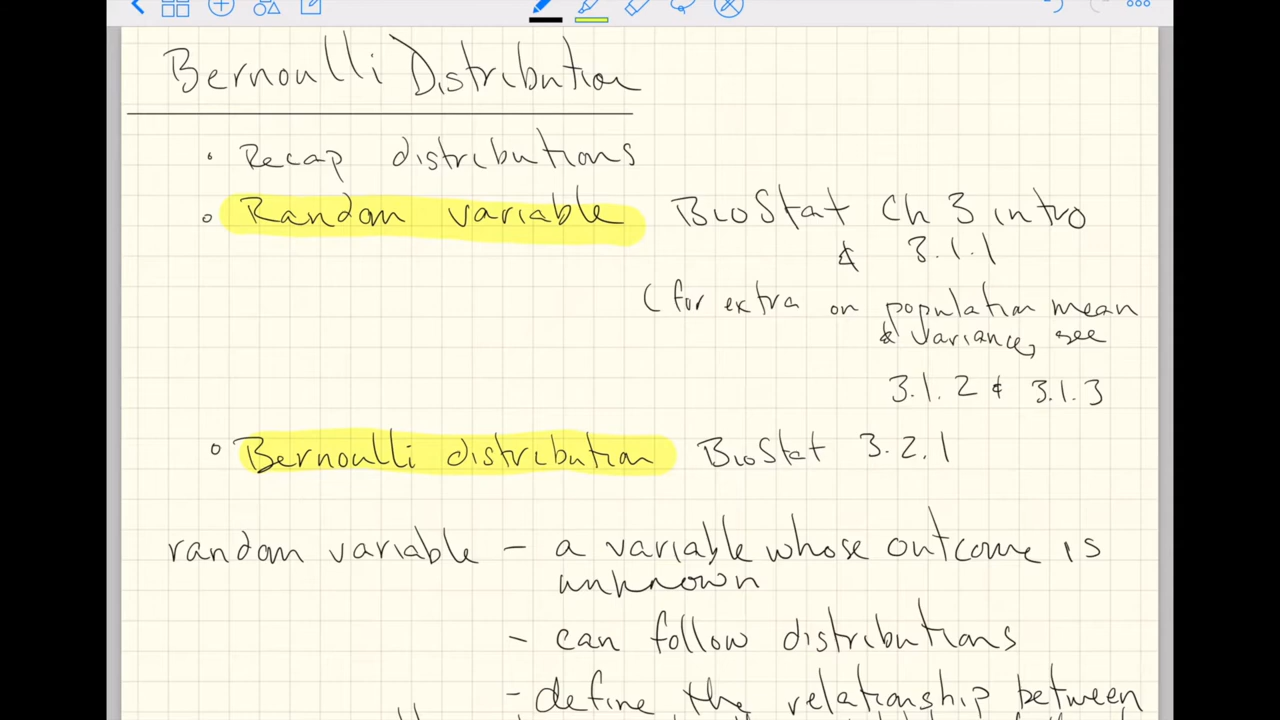 Bernoulli Distribution
• Recap distributions
• Random variable BioStat Ch 3 intro
& 3.1.1
(for extra on population mean
& variance, see
3.1.2 & 3.1.3
• Bernoulli distribution BioStat 3.2.1
random variable – a variable whose outcome is
unknown
– can follow distributions
– define the relationship between